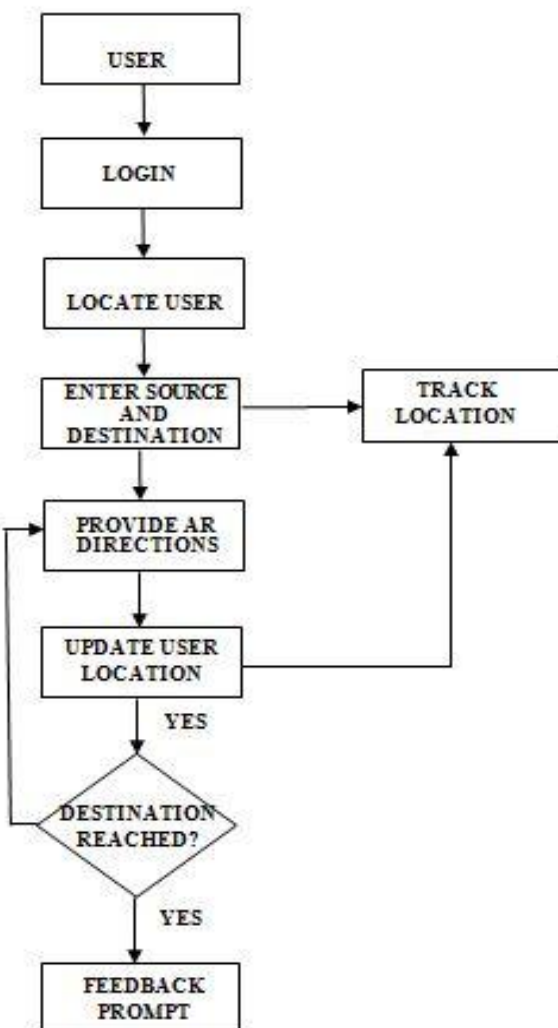 USER
LOGIN
LOCATE USER
ENTER SOURCE
AND
DESTINATION
TRACK
LOCATION
PROVIDE AR
DIRECTIONS
UPDATE USER
LOCATION
YES
DESTINATION
REACHED?
YES
FEEDBACK
PROMPT